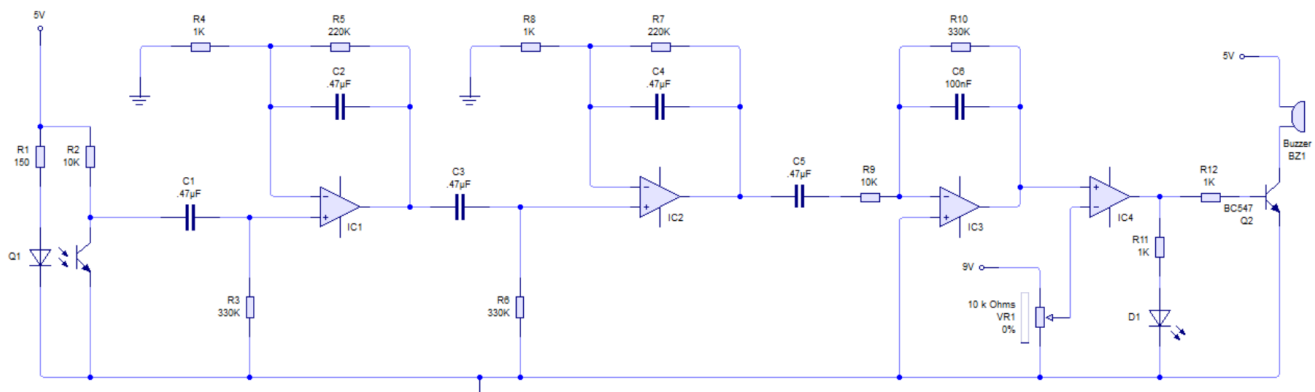 5V
R4
1K
R5
220K
C2
.47µF
R8
1K
R7
220K
C4
.47µF
R10
330K
C6
100nF
5V
Buzzer
BZ1
R1
150
R2
10K
C1
.47µF
IC1
C3
.47µF
IC2
C5
.47µF
R9
10K
IC3
IC4
R12
1K
BC547
Q2
Q1
R3
330K
R6
330K
9V
10 k Ohms
VR1
0%
R11
1K
D1